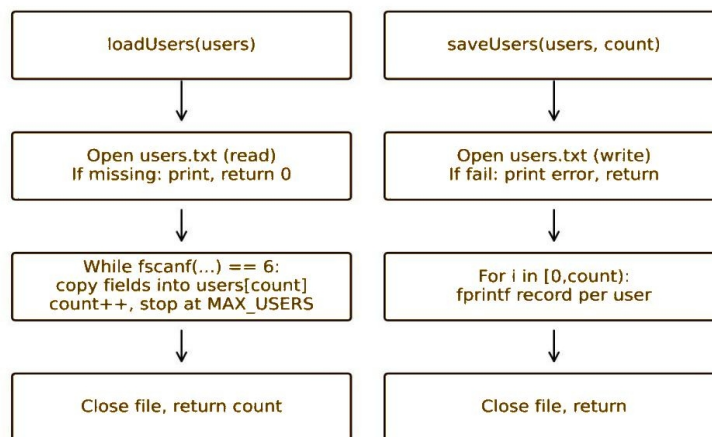 loadUsers(users)
Open users.txt (read)
If missing: print, return 0
While fscanf(...) == 6:
copy fields into users[count]
count++, stop at MAX_USERS
Close file, return count
saveUsers(users, count)
Open users.txt (write)
If fail: print error, return
For i in [0,count):
fprintf record per user
Close file, return